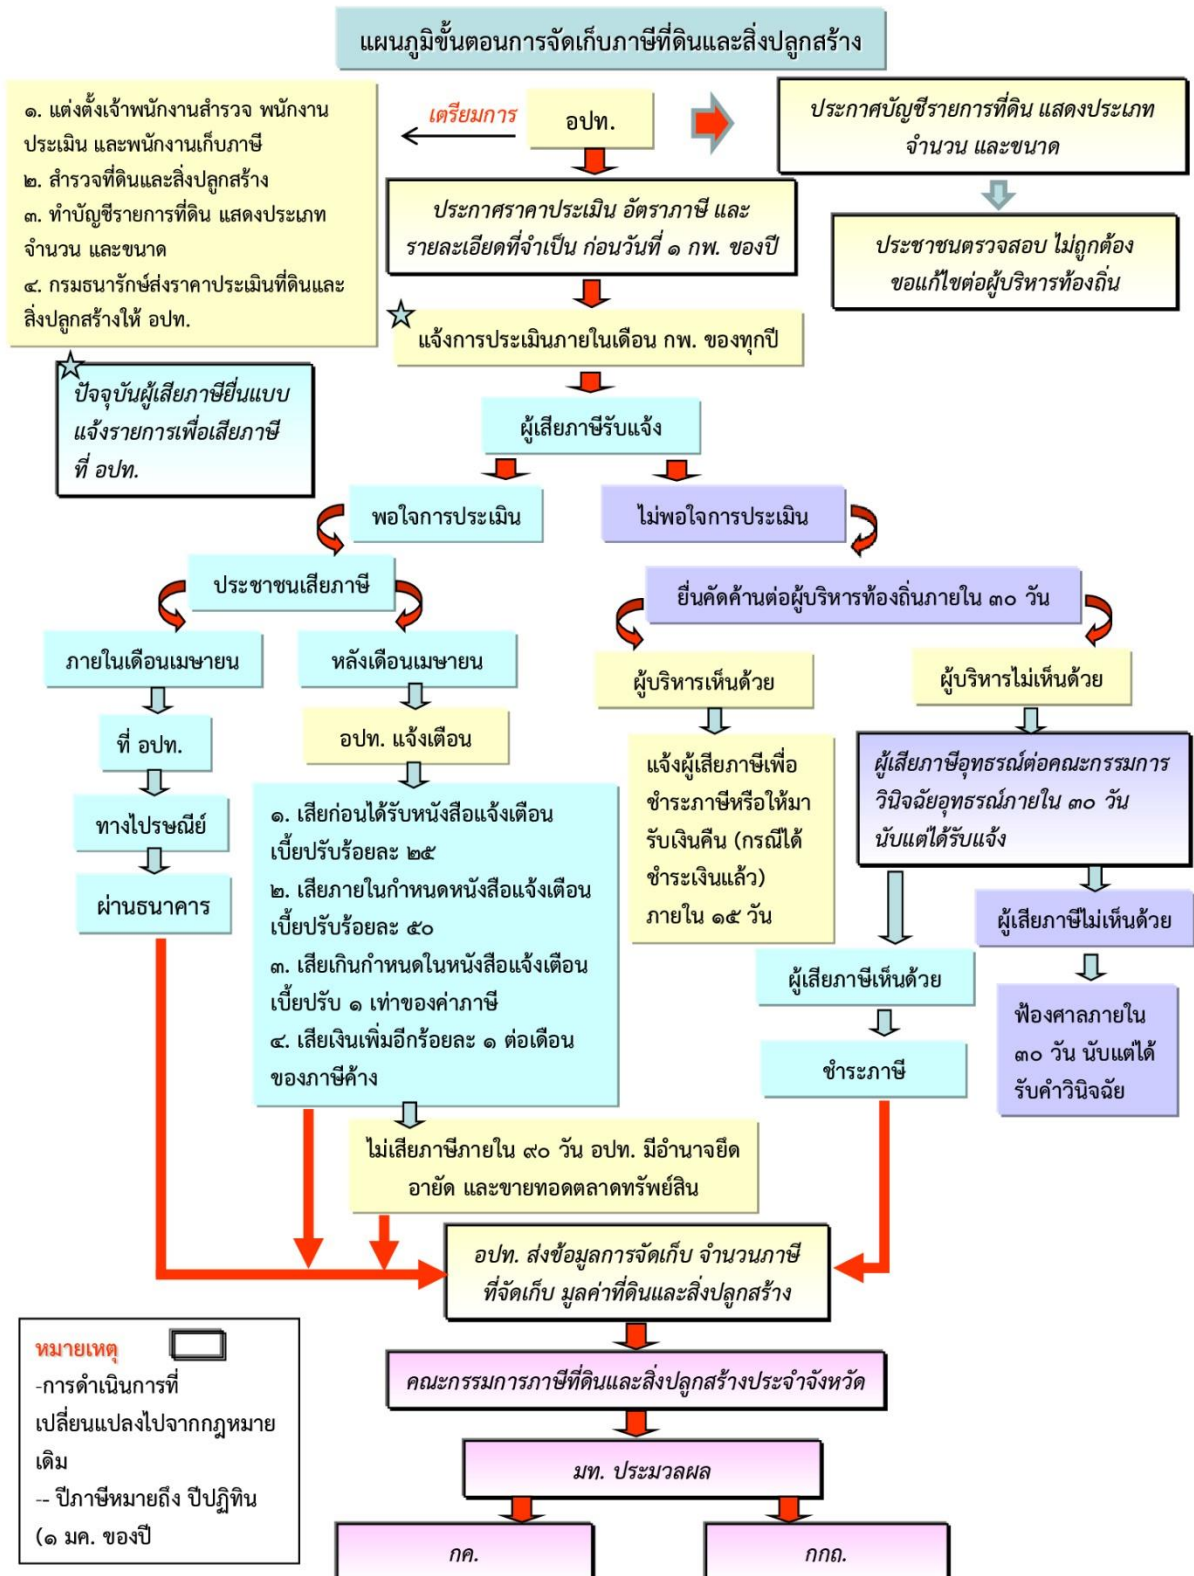 แผนภูมิขั้นตอนการจัดเก็บภาษีที่ดินและสิ่งปลูกสร้าง
๑. แต่งตั้งเจ้าพนักงานสำรวจ พนักงาน
ประเมิน และพนักงานเก็บภาษี
๒. สำรวจที่ดินและสิ่งปลูกสร้าง
๓. ทำบัญชีรายการที่ดิน แสดงประเภท
จำนวน และขนาด
๔. กรมธนารักษ์ส่งราคาประเมินที่ดินและ
สิ่งปลูกสร้างให้ อปท.
เตรียมการ
อปท.
ประกาศบัญชีรายการที่ดิน แสดงประเภท
จำนวน และขนาด
ประกาศราคาประเมิน อัตราภาษี และ
รายละเอียดที่จำเป็น ก่อนวันที่ ๑ กพ. ของปี
ประชาชนตรวจสอบ ไม่ถูกต้อง
ขอแก้ไขต่อผู้บริหารท้องถิ่น
แจ้งการประเมินภายในเดือน กพ. ของทุกปี
ปัจจุบันผู้เสียภาษียื่นแบบ
แจ้งรายการเพื่อเสียภาษี
ที่ อปท.
ผู้เสียภาษีรับแจ้ง
พอใจการประเมิน
ไม่พอใจการประเมิน
ประชาชนเสียภาษี
ยื่นคัดค้านต่อผู้บริหารท้องถิ่นภายใน ๓๐ วัน
ภายในเดือนเมษายน
หลังเดือนเมษายน
ผู้บริหารเห็นด้วย
ผู้บริหารไม่เห็นด้วย
ที่ อปท.
อปท. แจ้งเตือน
แจ้งผู้เสียภาษีเพื่อ
ชำระภาษีหรือให้มา
รับเงินคืน (กรณีได้
ชำระเงินแล้ว)
ภายใน ๑๕ วัน
ผู้เสียภาษีอุทธรณ์ต่อคณะกรรมการ
วินิจฉัยอุทธรณ์ภายใน ๓๐ วัน
นับแต่ได้รับแจ้ง
ทางไปรษณีย์
ผ่านธนาคาร
๑. เสียก่อนได้รับหนังสือแจ้งเตือน
เบี้ยปรับร้อยละ ๒๕
๒. เสียภายในกำหนดหนังสือแจ้งเตือน
เบี้ยปรับร้อยละ ๕๐
๓. เสียเกินกำหนดในหนังสือแจ้งเตือน
เบี้ยปรับ ๑ เท่าของค่าภาษี
๔. เสียเงินเพิ่มอีกร้อยละ ๑ ต่อเดือน
ของภาษีค้าง
ผู้เสียภาษีไม่เห็นด้วย
ผู้เสียภาษีเห็นด้วย
ฟ้องศาลภายใน
๓๐ วัน นับแต่ได้
รับคำวินิจฉัย
ชำระภาษี
ไม่เสียภาษีภายใน ๙๐ วัน อปท. มีอำนาจยึด
อายัด และขายทอดตลาดทรัพย์สิน
อปท. ส่งข้อมูลการจัดเก็บ จำนวนภาษี
ที่จัดเก็บ มูลค่าที่ดินและสิ่งปลูกสร้าง
หมายเหตุ
-การดำเนินการที่
เปลี่ยนแปลงไปจากกฎหมาย
เดิม
-- ปีภาษีหมายถึง ปีปฏิทิน
(๑ มค. ของปี
คณะกรรมการภาษีที่ดินและสิ่งปลูกสร้างประจำจังหวัด
มท. ประมวลผล
กค.
กกถ.